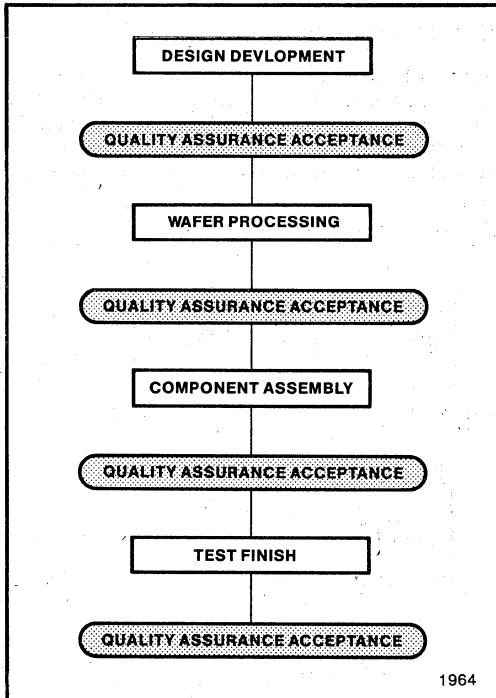 DESIGN DEVLOPMENT
QUALITY ASSURANCE ACCEPTANCE
WAFER PROCESSING
QUALITY ASSURANCE ACCEPTANCE
COMPONENT ASSEMBLY
QUALITY ASSURANCE ACCEPTANCE
TEST FINISH
QUALITY ASSURANCE ACCEPTANCE
1964